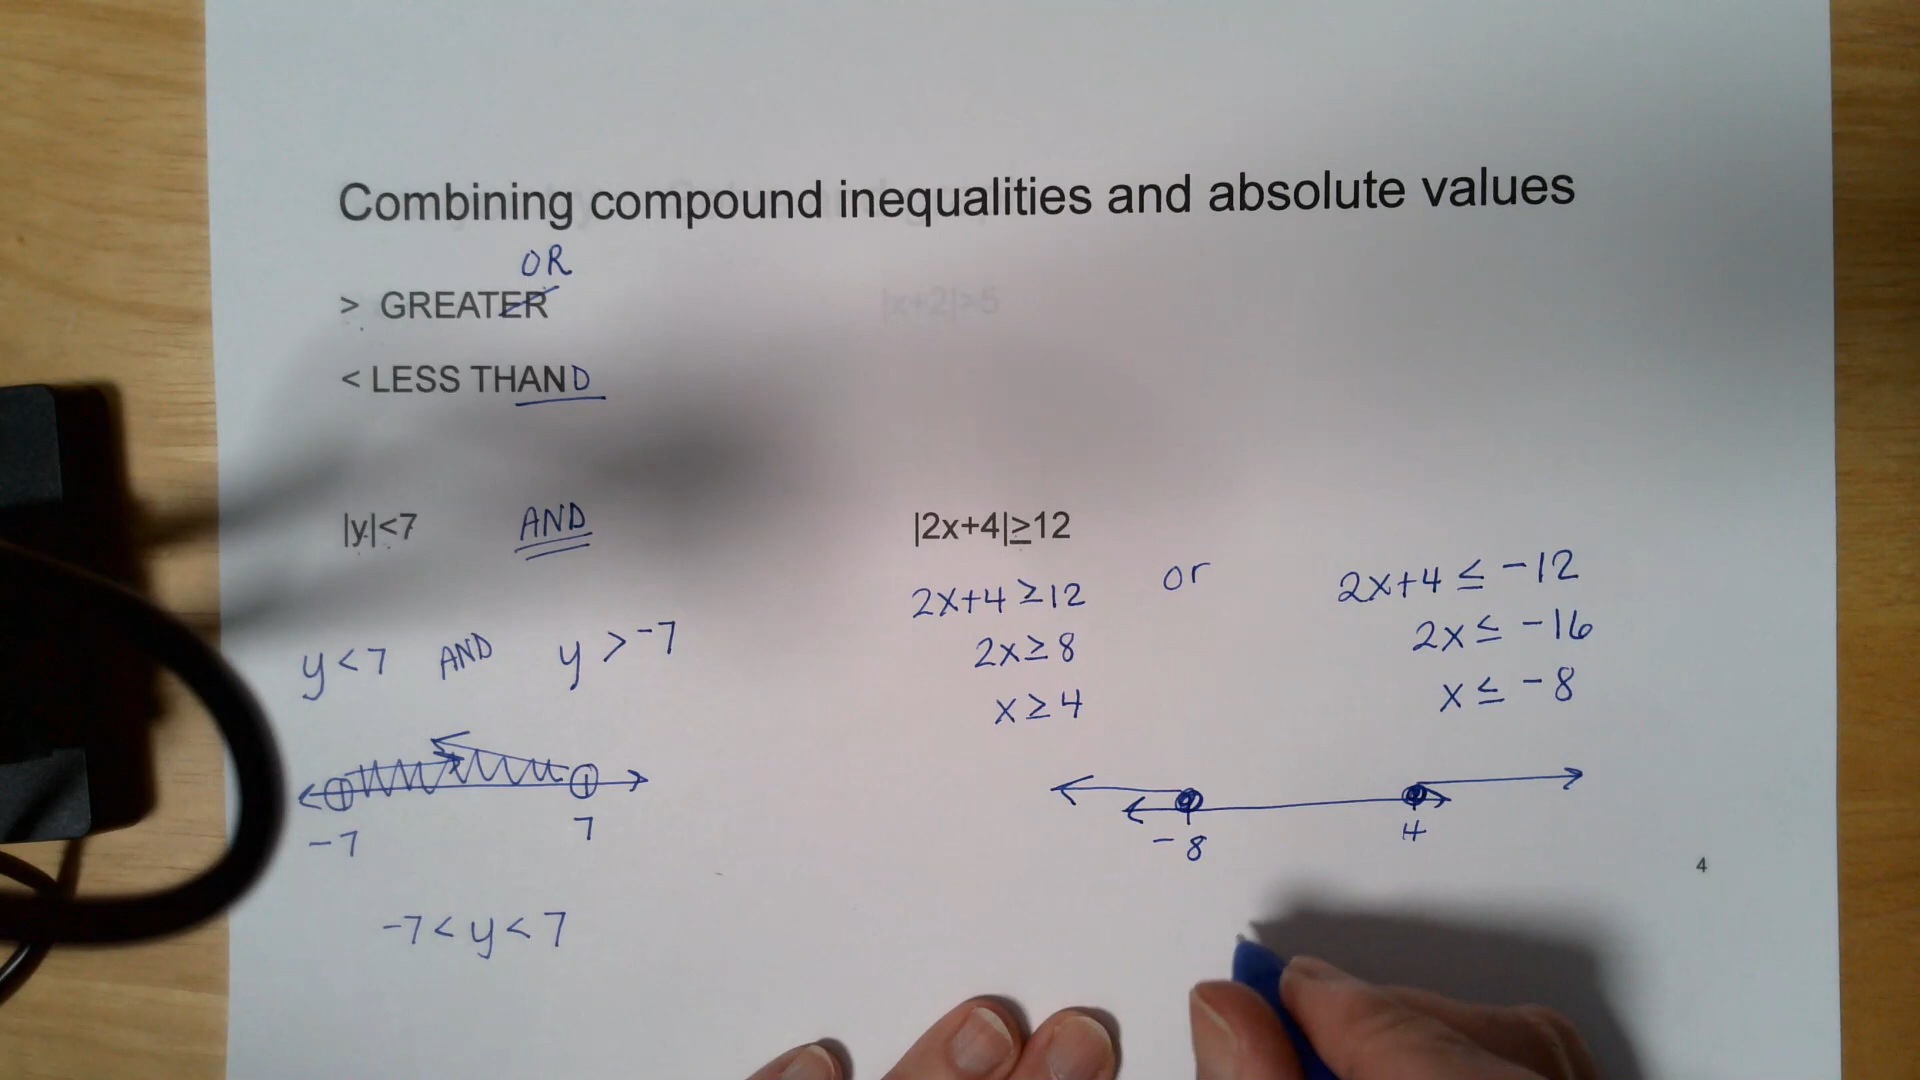 Combining compound inequalities and absolute values
OR
> GREATER
|x+2|>5
< LESS THAND
|y|<7 AND
y<7 AND y>-7
-7 7
-7<y<7
|2x+4|≥12
2x+4≥12 or 2x+4≤-12
2x≥8 2x≤-16
x≥4 x≤-8
-8 4
4